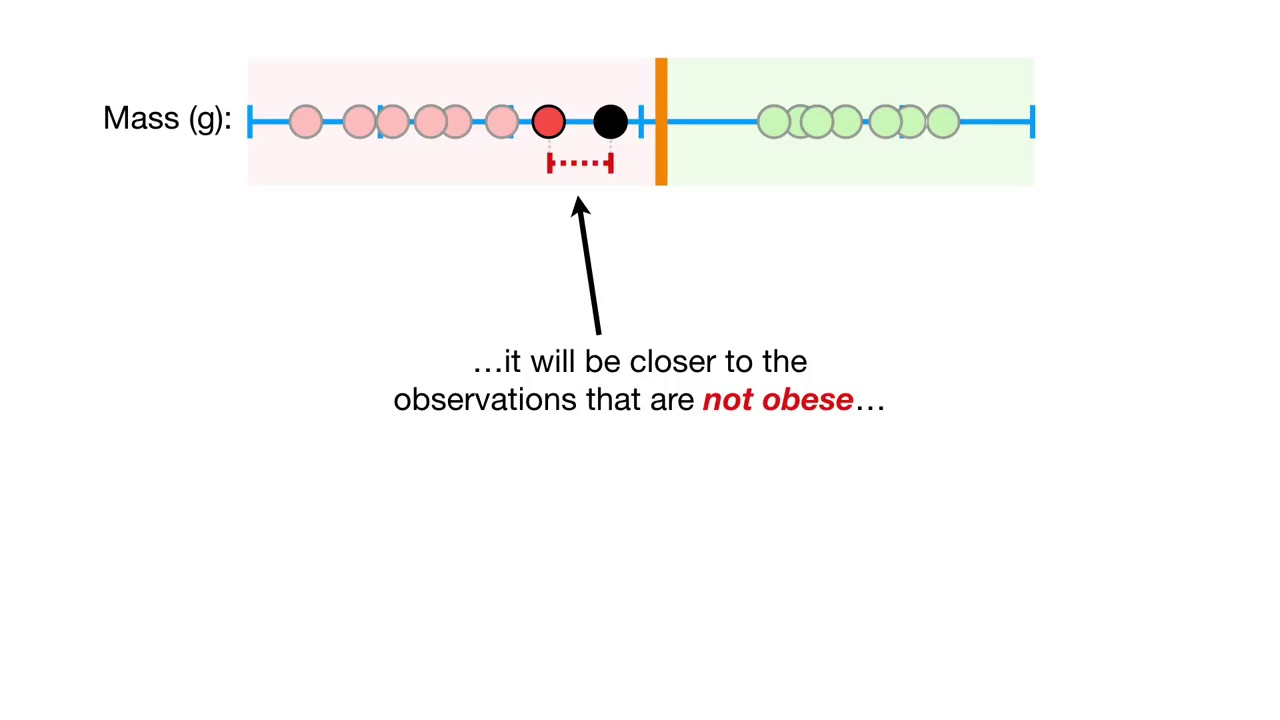 Mass (g):
…it will be closer to the
observations that are not obese…